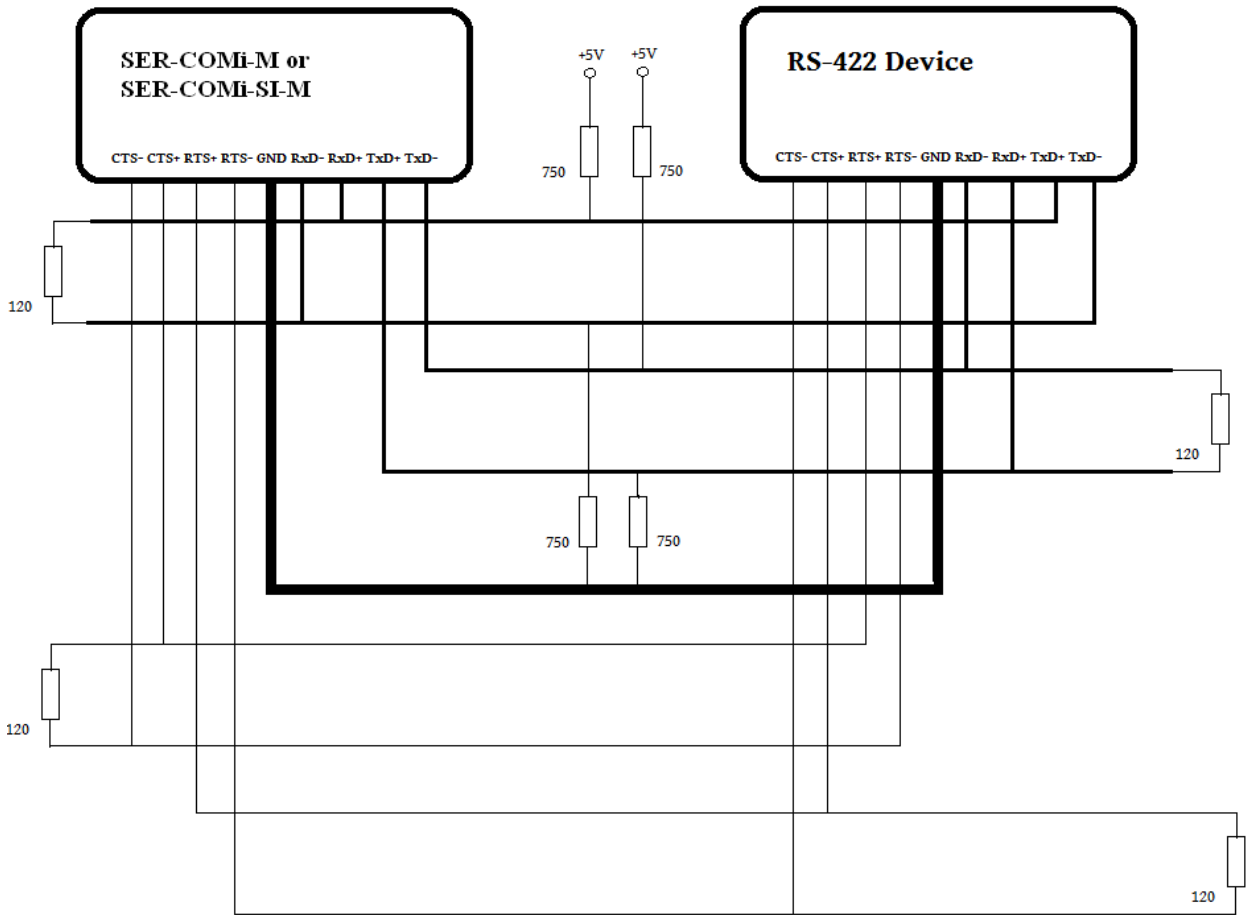 SER-COMi-M or
SER-COMi-SI-M
CTS- CTS+ RTS+ RTS- GND RxD- RxD+ TxD+ TxD-
+5V
+5V
750
750
RS-422 Device
CTS- CTS+ RTS+ RTS- GND RxD- RxD+ TxD+ TxD-
120
120
750
750
120
120